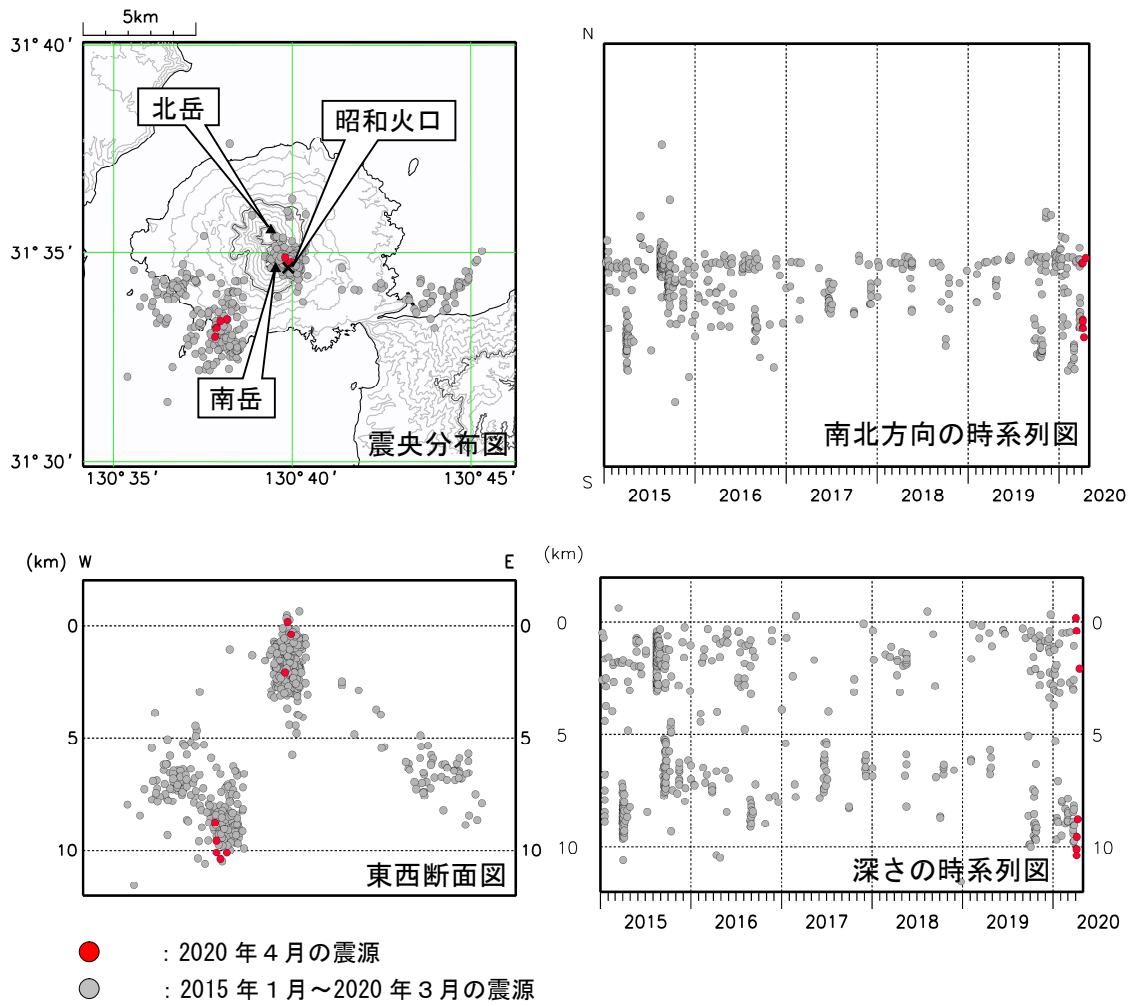 5km
31°40′
31°35′
31°30′
130°35′
130°40′
130°45′
北岳
昭和火口
南岳
震央分布図
N
S
南北方向の時系列図
2015
2016
2017
2018
2019
2020
(km) W
E
0
5
10
0
5
10
東西断面図
(km)
0
5
10
0
5
10
深さの時系列図
2015
2016
2017
2018
2019
2020
：2020 年４月の震源
：2015 年１月～2020 年３月の震源